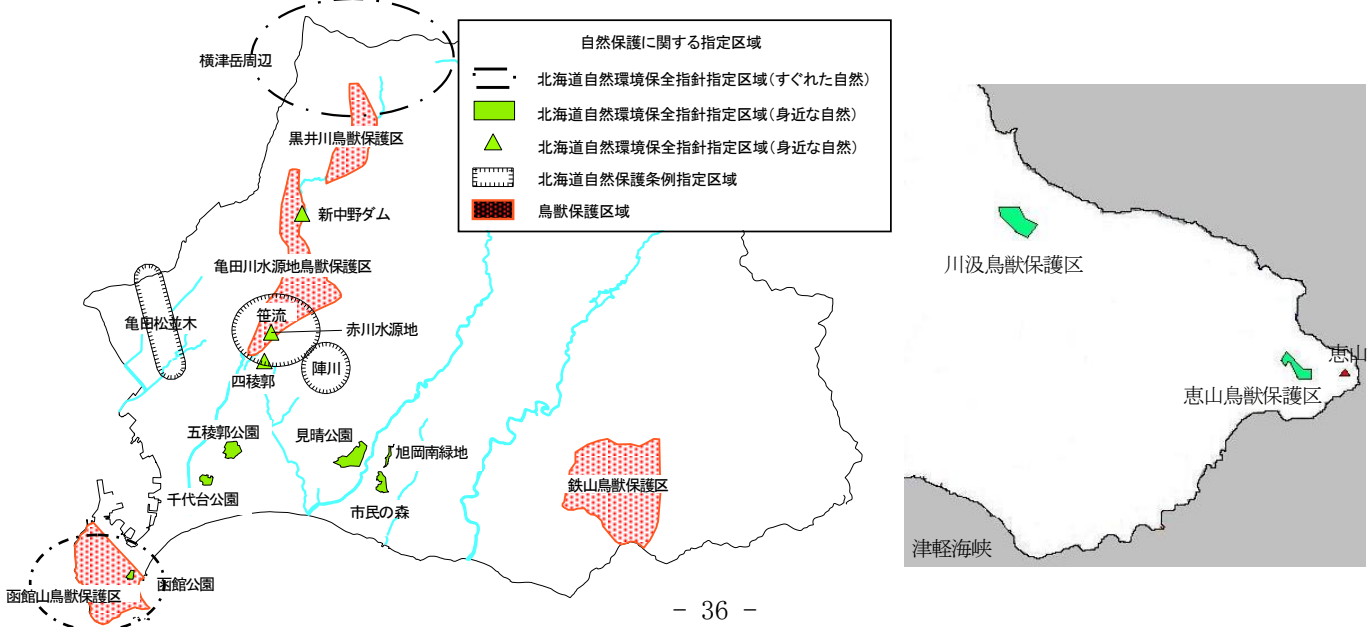 横津岳周辺
自然保護に関する指定区域
北海道自然環境保全指針指定区域(すぐれた自然)
北海道自然環境保全指針指定区域(身近な自然)
北海道自然環境保全指針指定区域(身近な自然)
北海道自然保護条例指定区域
鳥獣保護区域
黒井川鳥獣保護区
新中野ダム
亀田川水源地鳥獣保護区
亀田松並木
笹流
赤川水源地
陣川
四稜郭
五稜郭公園
見晴公園
旭岡南緑地
千代台公園
市民の森
鉄山鳥獣保護区
函館公園
函館山鳥獣保護区
川汲鳥獣保護区
恵山
恵山鳥獣保護区
津軽海峡
- 36 -